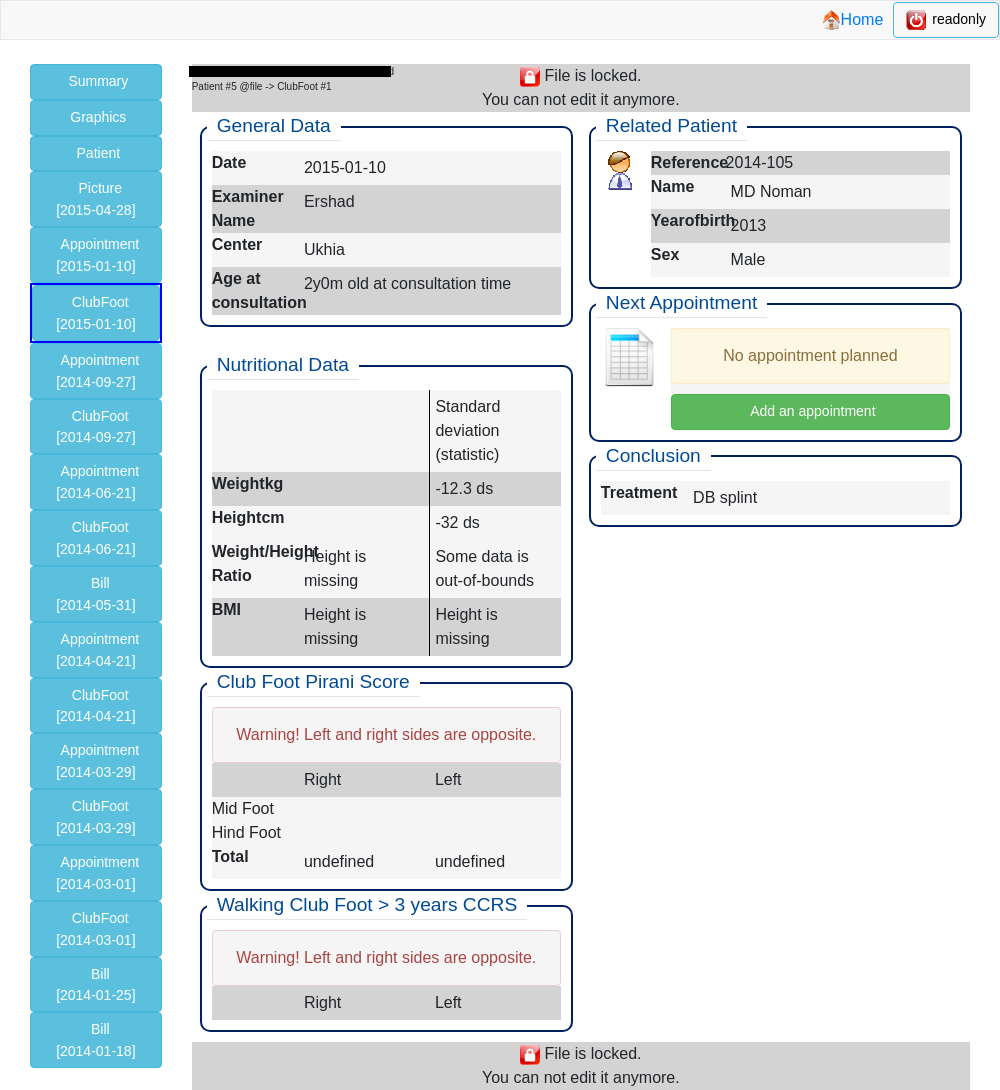 Home
readonly
Summary
Graphics
Patient
Picture
[2015-04-28]
Appointment
[2015-01-10]
ClubFoot
[2015-01-10]
Appointment
[2014-09-27]
ClubFoot
[2014-09-27]
Appointment
[2014-06-21]
ClubFoot
[2014-06-21]
Bill
[2014-05-31]
Appointment
[2014-04-21]
ClubFoot
[2014-04-21]
Appointment
[2014-03-29]
ClubFoot
[2014-03-29]
Appointment
[2014-03-01]
ClubFoot
[2014-03-01]
Bill
[2014-01-25]
Bill
[2014-01-18]
Patient #5 @file -> ClubFoot #1
File is locked.
You can not edit it anymore.
General Data
Date 2015-01-10
Examiner Ershad
Name
Center Ukhia
Age at 2y0m old at consultation time
consultation
Nutritional Data
Standard
deviation
(statistic)
Weightkg -12.3 ds
Heightcm -32 ds
Weight/Height Height is Some data is
Ratio missing out-of-bounds
BMI Height is Height is
missing missing
Club Foot Pirani Score
Warning! Left and right sides are opposite.
Right Left
Mid Foot
Hind Foot
Total undefined undefined
Walking Club Foot > 3 years CCRS
Warning! Left and right sides are opposite.
Right Left
Related Patient
Reference 2014-105
Name MD Noman
Yearofbirth 2013
Sex Male
Next Appointment
No appointment planned
Add an appointment
Conclusion
Treatment DB splint
File is locked.
You can not edit it anymore.